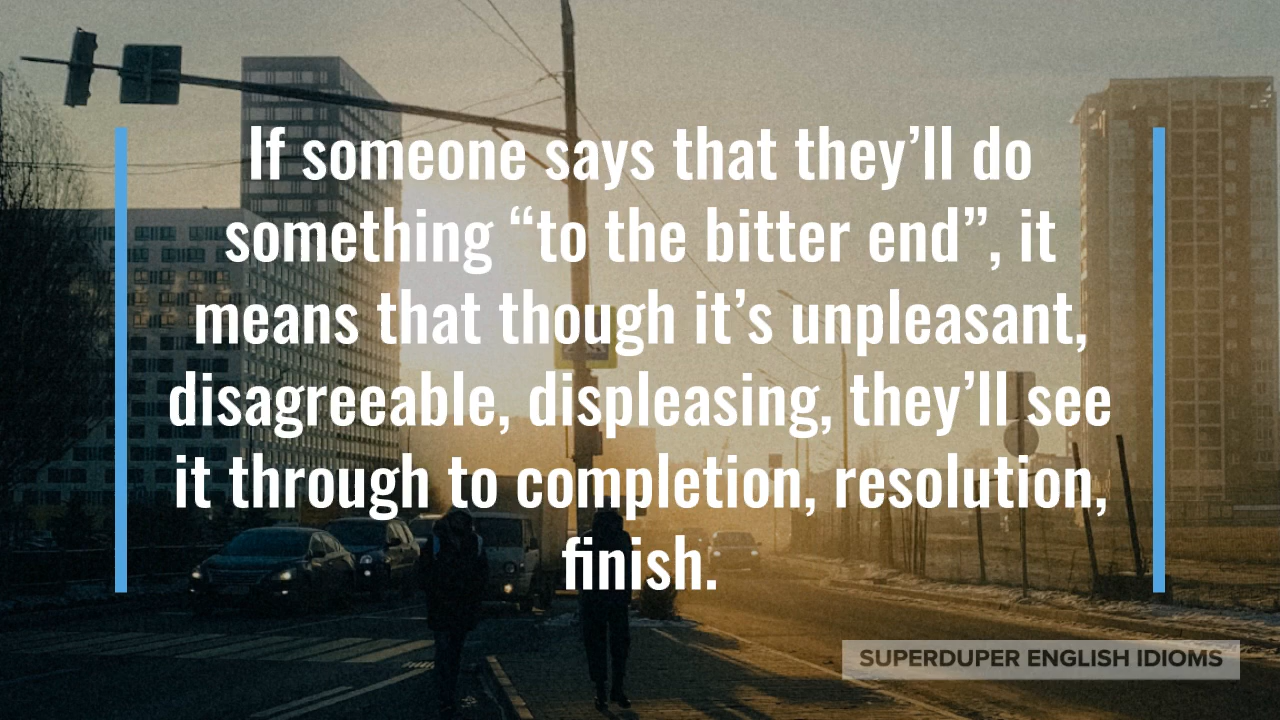 If someone says that they’ll do
something “to the bitter end”, it
means that though it’s unpleasant,
disagreeable, displeasing, they’ll see
it through to completion, resolution,
finish.
SUPERDUPER ENGLISH IDIOMS